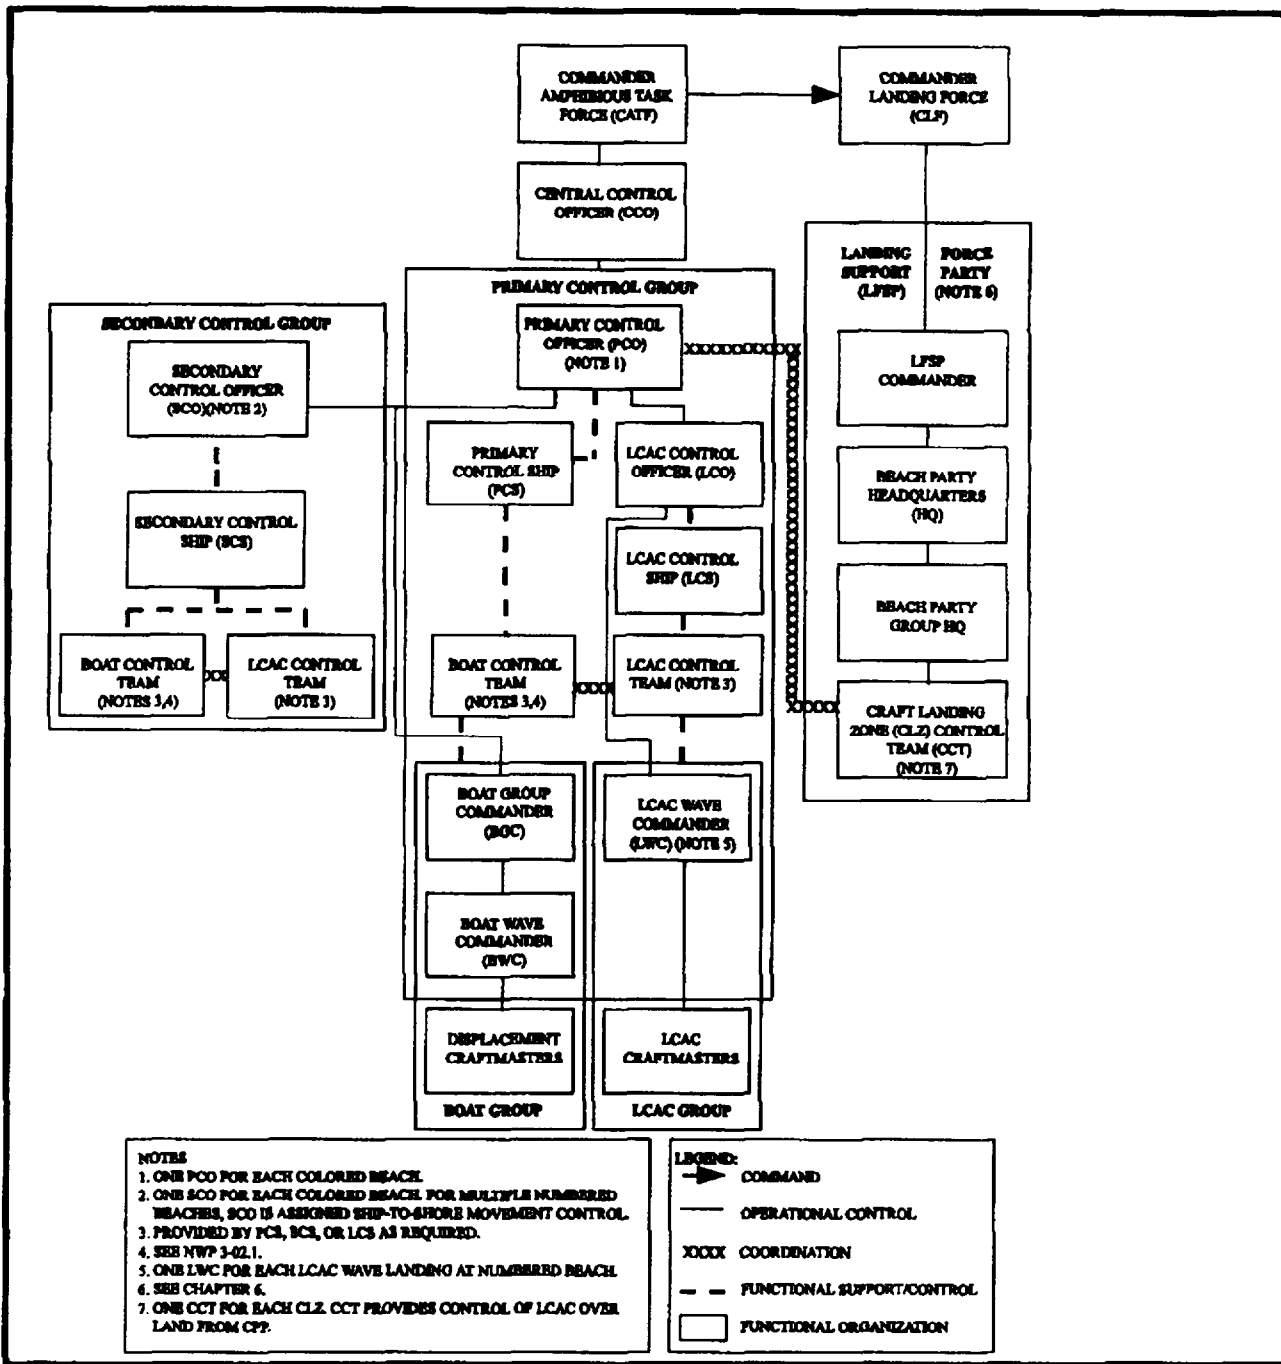 COMMANDER
AMPHIBIOUS TASK
FORCE (CATF)
COMMANDER
LANDING FORCE
(CLF)
CENTRAL CONTROL
OFFICER (CCO)
LANDING FORCE
SUPPORT PARTY
(LFSP) (NOTE 6)
PRIMARY CONTROL GROUP
PRIMARY CONTROL
OFFICER (PCO)
(NOTE 1)
XXXXXXXXXXX
SECONDARY CONTROL GROUP
SECONDARY
CONTROL OFFICER
(SCO)(NOTE 2)
LFSP
COMMANDER
PRIMARY
CONTROL SHIP
(PCS)
LCAC CONTROL
OFFICER (LCO)
BEACH PARTY
HEADQUARTERS
(HQ)
SECONDARY CONTROL
SHIP (SCS)
LCAC CONTROL
SHIP (LCS)
BEACH PARTY
GROUP HQ
BOAT CONTROL
TEAM
(NOTES 3,4)
XX
LCAC CONTROL
TEAM
(NOTE 3)
BOAT CONTROL
TEAM
(NOTES 3,4)
XXXX
LCAC CONTROL
TEAM (NOTE 3)
XXXXX
CRAFT LANDING
ZONE (CLZ) CONTROL
TEAM (CCT)
(NOTE 7)
BOAT GROUP
COMMANDER
(BGC)
LCAC WAVE
COMMANDER
(LWC) (NOTE 5)
BOAT WAVE
COMMANDER
(BWC)
DISPLACEMENT
CRAFTMASTERS
LCAC
CRAFTMASTERS
BOAT GROUP
LCAC GROUP
NOTES
1. ONE PCO FOR EACH COLORED BEACH.
2. ONE SCO FOR EACH COLORED BEACH. FOR MULTIPLE NUMBERED
BEACHES, SCO IS ASSIGNED SHIP-TO-SHORE MOVEMENT CONTROL.
3. PROVIDED BY PCS, SCS, OR LCS AS REQUIRED.
4. SEE NWP 3-02.1.
5. ONE LWC FOR EACH LCAC WAVE LANDING AT NUMBERED BEACH.
6. SEE CHAPTER 6.
7. ONE CCT FOR EACH CLZ. CCT PROVIDES CONTROL OF LCAC OVER
LAND FROM CPP.
LEGEND:
COMMAND
OPERATIONAL CONTROL
XXXX COORDINATION
FUNCTIONAL SUPPORT/CONTROL
FUNCTIONAL ORGANIZATION